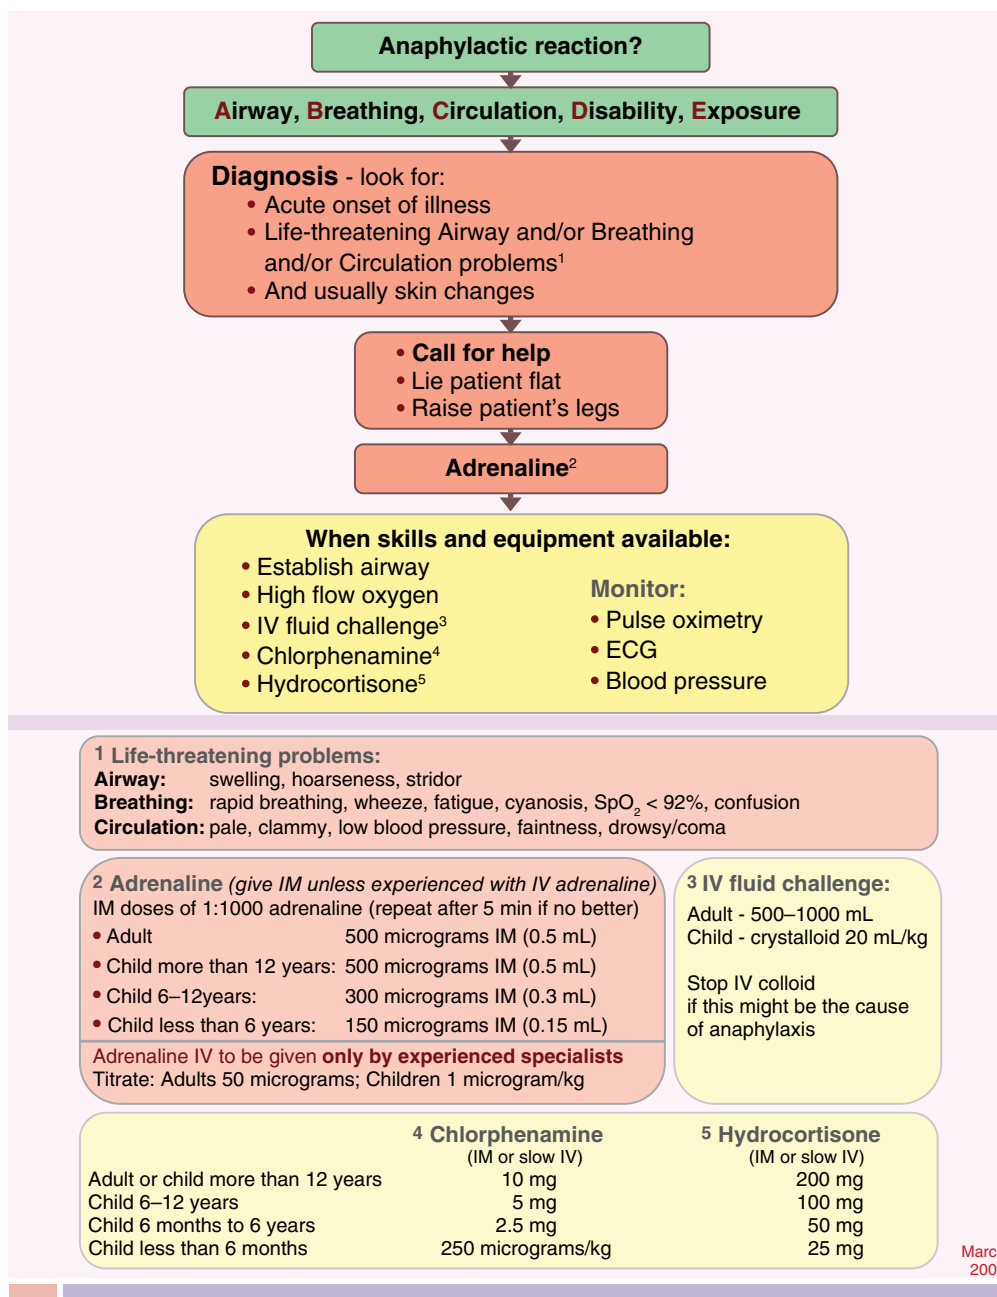 Anaphylactic reaction?
Airway, Breathing, Circulation, Disability, Exposure
Diagnosis - look for:
• Acute onset of illness
• Life-threatening Airway and/or Breathing
and/or Circulation problems1
• And usually skin changes
• Call for help
• Lie patient flat
• Raise patient's legs
Adrenaline2
When skills and equipment available:
• Establish airway
• High flow oxygen
• IV fluid challenge3
• Chlorphenamine4
• Hydrocortisone5
Monitor:
• Pulse oximetry
• ECG
• Blood pressure
1 Life-threatening problems:
Airway: swelling, hoarseness, stridor
Breathing: rapid breathing, wheeze, fatigue, cyanosis, SpO2 < 92%, confusion
Circulation: pale, clammy, low blood pressure, faintness, drowsy/coma
2 Adrenaline (give IM unless experienced with IV adrenaline)
IM doses of 1:1000 adrenaline (repeat after 5 min if no better)
• Adult 500 micrograms IM (0.5 mL)
• Child more than 12 years: 500 micrograms IM (0.5 mL)
• Child 6–12years: 300 micrograms IM (0.3 mL)
• Child less than 6 years: 150 micrograms IM (0.15 mL)
Adrenaline IV to be given only by experienced specialists
Titrate: Adults 50 micrograms; Children 1 microgram/kg
3 IV fluid challenge:
Adult - 500–1000 mL
Child - crystalloid 20 mL/kg
Stop IV colloid
if this might be the cause
of anaphylaxis
4 Chlorphenamine 5 Hydrocortisone
(IM or slow IV) (IM or slow IV)
Adult or child more than 12 years 10 mg 200 mg
Child 6–12 years 5 mg 100 mg
Child 6 months to 6 years 2.5 mg 50 mg
Child less than 6 months 250 micrograms/kg 25 mg
Marc
200